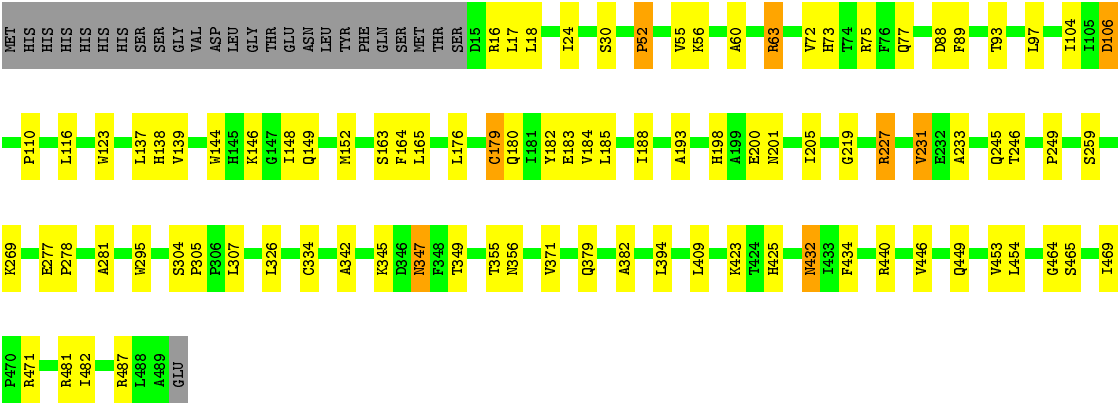 MET HIS HIS HIS HIS HIS HIS SER SER GLY VAL ASP LEU GLY THR GLU ASN LEU TYR PHE GLN SER MET THR SER D15 R16 L17 L18 I24 S30 P52 V55 K56 A60 R63 V72 H73 T74 R75 F76 Q77 D88 F89 T93 L97 I104 I105 D106
P110 L116 W123 L137 H138 V139 W144 H145 K146 G147 I148 Q149 M152 S163 F164 L165 L176 C179 Q180 I181 Y182 E183 V184 L185 I188 A193 H198 A199 E200 N201 I205 G219 R227 V231 E232 A233 Q245 T246 P249 S259
K269 E277 P278 A281 W295 S304 P305 P306 L307 L326 C334 A342 K345 D346 N347 F348 T349 T355 N356 V371 Q379 A382 L394 L409 K423 T424 H425 N432 I433 F434 R440 V446 Q449 V453 L454 G464 S465 I469
P470 R471 R481 I482 R487 L488 A489 GLU